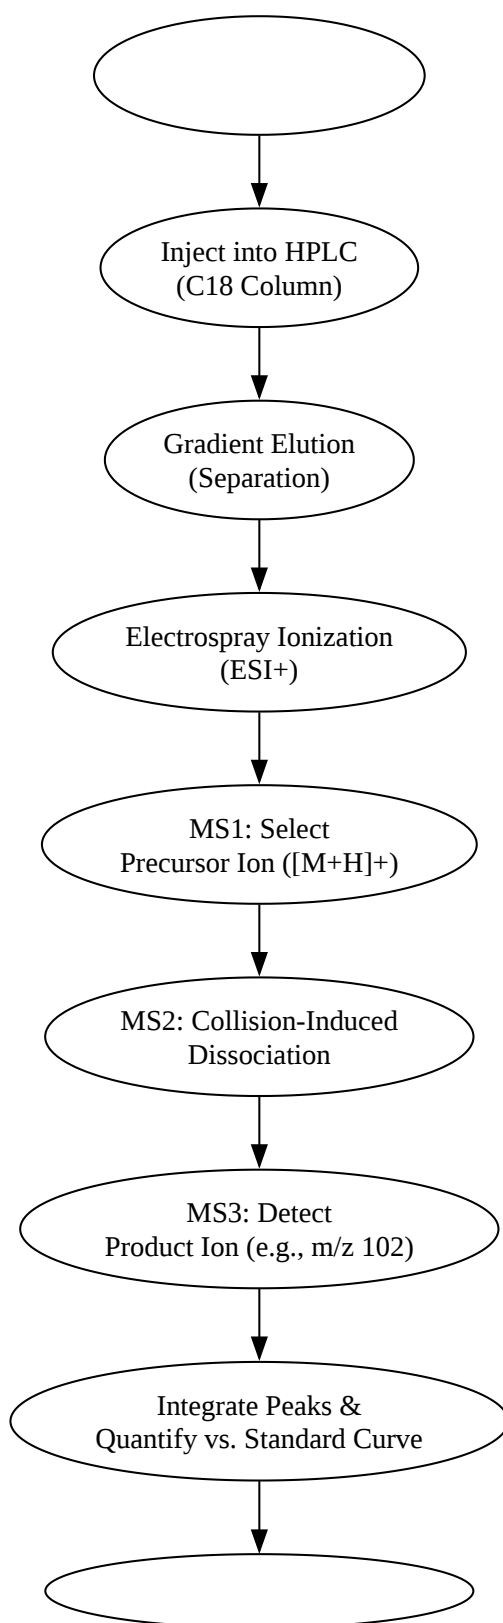 Inject into HPLC
(C18 Column)
Gradient Elution
(Separation)
Electrospray Ionization
(ESI+)
MS1: Select
Precursor Ion ([M+H]+)
MS2: Collision-Induced
Dissociation
MS3: Detect
Product Ion (e.g., m/z 102)
Integrate Peaks &
Quantify vs. Standard Curve